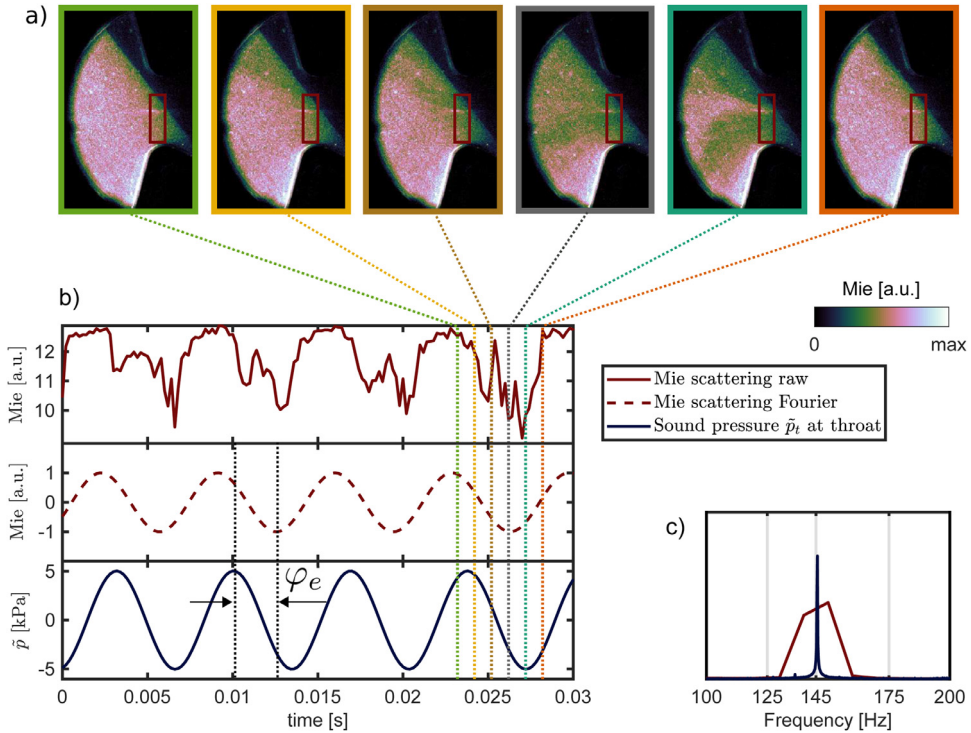 a)
b)
Mie [a.u.]
0 max
Mie scattering raw
Mie scattering Fourier
Sound pressure p̃ₜ at throat
Mie [a.u.]
12
11
10
Mie [a.u.]
1
0
-1
p̃ [kPa]
5
0
-5
φₑ
0 0.005 0.01 0.015 0.02 0.025 0.03
time [s]
c)
100 125 145 175 200
Frequency [Hz]